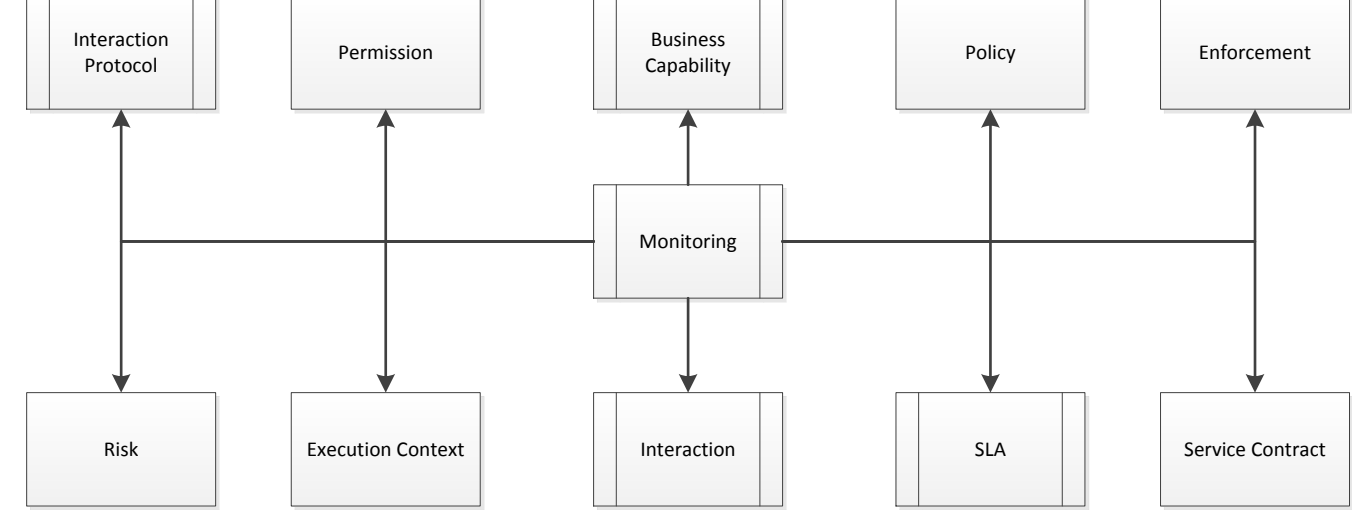 Interaction
Protocol
Permission
Business
Capability
Policy
Enforcement
Monitoring
Risk
Execution Context
Interaction
SLA
Service Contract